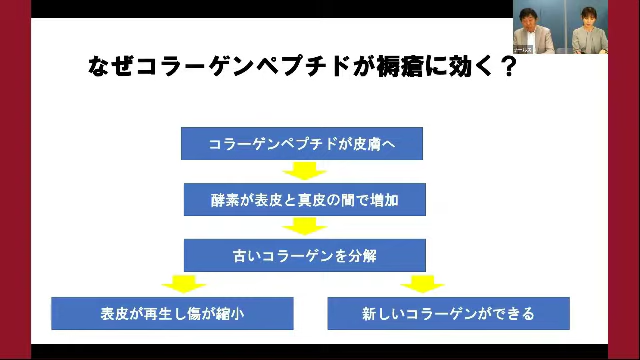 なぜコラーゲンペプチドが褥瘡に効く？
コラーゲンペプチドが皮膚へ
酵素が表皮と真皮の間で増加
古いコラーゲンを分解
表皮が再生し傷が縮小
新しいコラーゲンができる